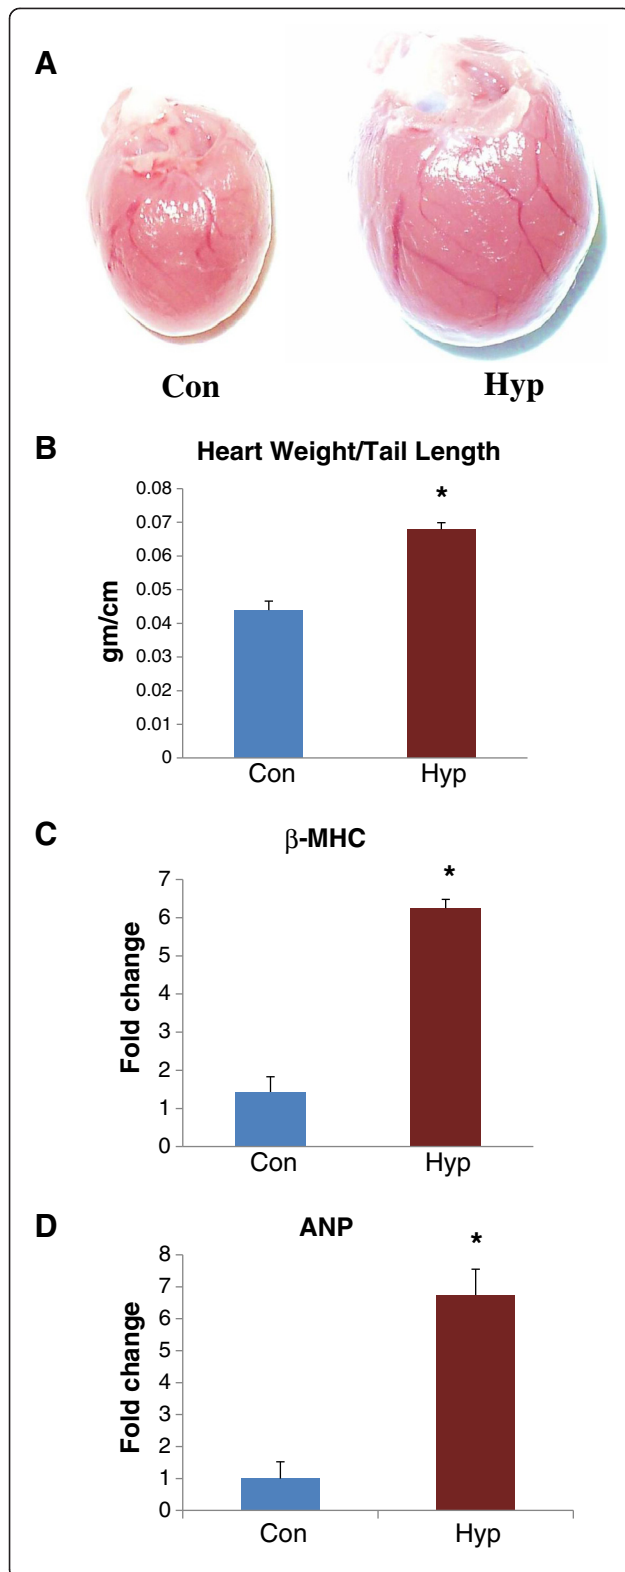 A
Con
Hyp
B
Heart Weight/Tail Length
*
0.08
0.07
0.06
0.05
0.04
0.03
0.02
0.01
0
gm/cm
Con
Hyp
C
β-MHC
*
7
6
5
4
3
2
1
0
Fold change
Con
Hyp
D
ANP
*
8
7
6
5
4
3
2
1
0
Fold change
Con
Hyp